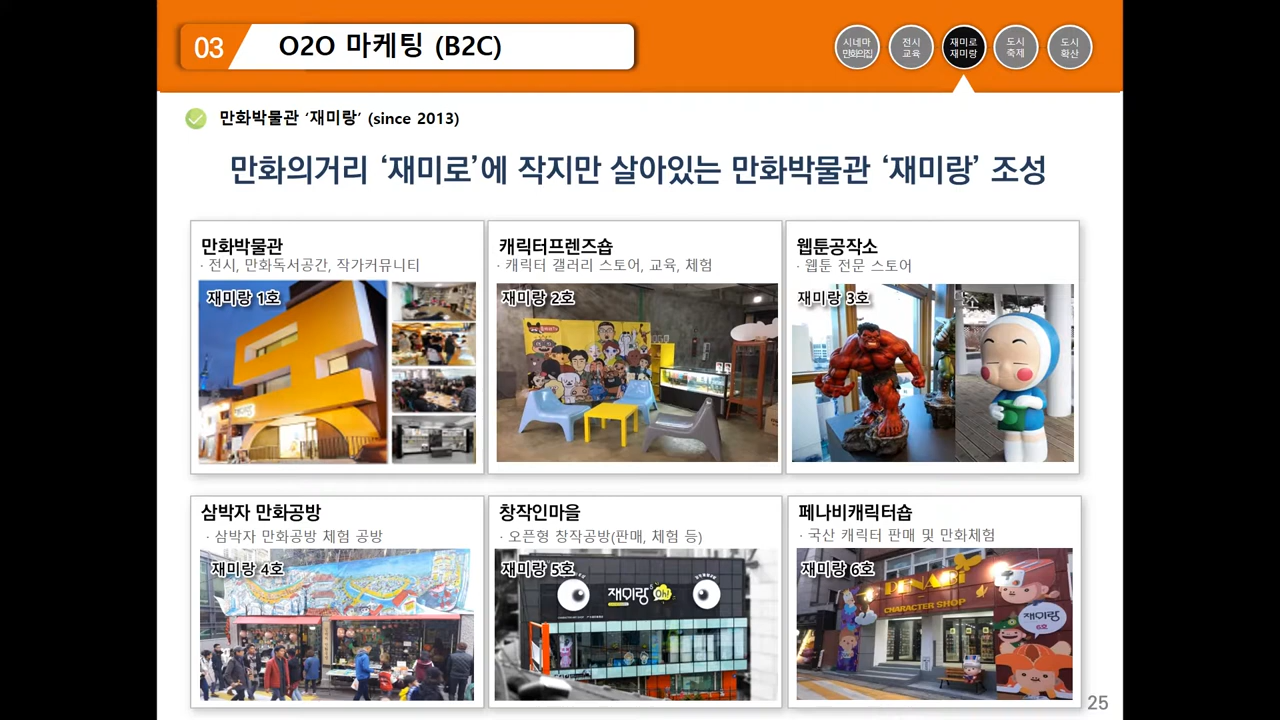 03
O2O 마케팅 (B2C)
시네마
만화의집
전시
교육
재미로
재미랑
도시
축제
도시
확산
만화박물관 ‘재미랑’ (since 2013)
만화의거리 ‘재미로’에 작지만 살아있는 만화박물관 ‘재미랑’ 조성
만화박물관
· 전시, 만화독서공간, 작가커뮤니티
재미랑 1호
캐릭터프렌즈숍
· 캐릭터 갤러리 스토어, 교육, 체험
재미랑 2호
웹툰공작소
· 웹툰 전문 스토어
재미랑 3호
삼박자 만화공방
· 삼박자 만화공방 체험 공방
재미랑 4호
창작인마을
· 오픈형 창작공방(판매, 체험 등)
재미랑 5호
재미랑 Oh!
페나비캐릭터숍
· 국산 캐릭터 판매 및 만화체험
재미랑 6호
PENABI
CHARACTER SHOP
재미랑
6호
25